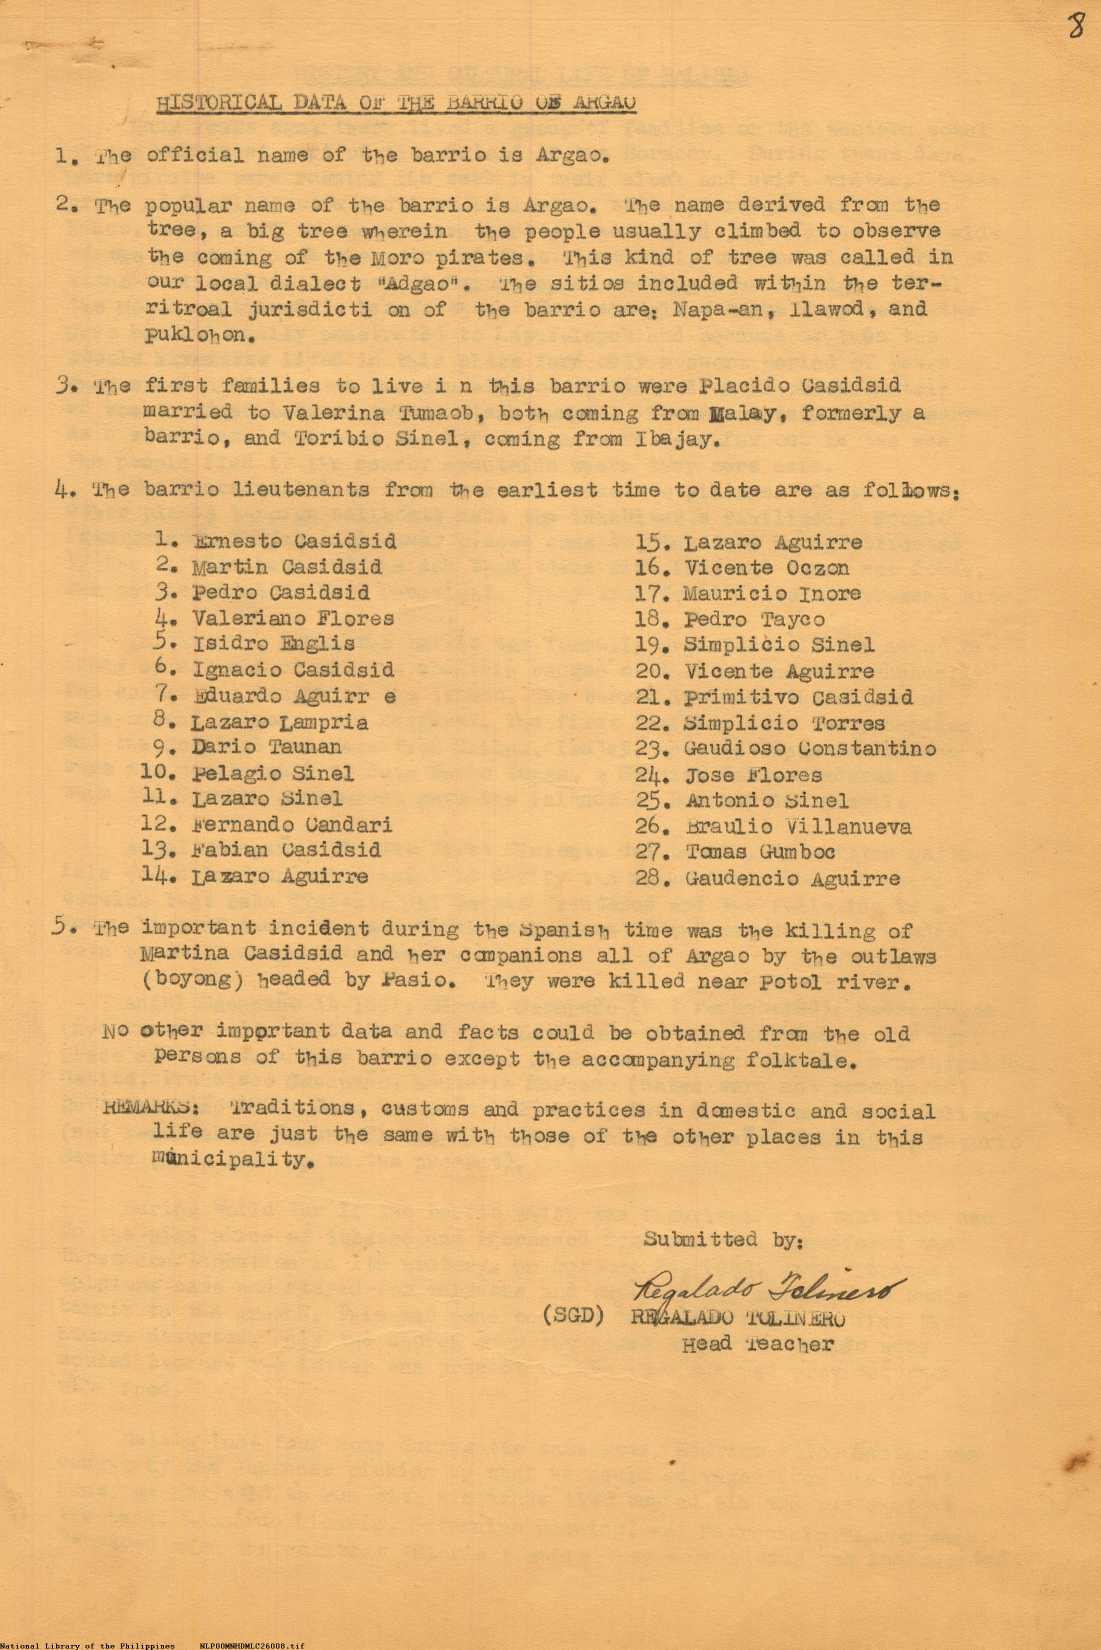 8
HISTORICAL DATA OF THE BARRIO OF ARGAO
1. The official name of the barrio is Argao.
2. The popular name of the barrio is Argao. The name derived from the
tree, a big tree wherein the people usually climbed to observe
the coming of the Moro pirates. This kind of tree was called in
our local dialect "Adgao". The sitios included within the ter-
ritroal jurisdicti on of the barrio are: Napa-an, Ilawod, and
Puklohon.
3. The first families to live i n this barrio were Placido Casidsid
married to Valerina Tumaob, both coming from Malay, formerly a
barrio, and Toribio Sinel, coming from Ibajay.
4. The barrio lieutenants from the earliest time to date are as follows:
1. Ernesto Casidsid
2. Martin Casidsid
3. Pedro Casidsid
4. Valeriano Flores
5. Isidro Englis
6. Ignacio Casidsid
7. Eduardo Aguirr e
8. Lazaro Lampria
9. Dario Taunan
10. Pelagio Sinel
11. Lazaro Sinel
12. Fernando Candari
13. Fabian Casidsid
14. Lazaro Aguirre
15. Lazaro Aguirre
16. Vicente Oczon
17. Mauricio Inore
18. Pedro Tayco
19. Simplicio Sinel
20. Vicente Aguirre
21. Primitivo Casidsid
22. Simplicio Torres
23. Gaudioso Constantino
24. Jose Flores
25. Antonio Sinel
26. Braulio Villanueva
27. Tomas Gumboc
28. Gaudencio Aguirre
5. The important incident during the Spanish time was the killing of
Martina Casidsid and her companions all of Argao by the outlaws
(boyong) headed by Pasio. They were killed near Potol river.
No other important data and facts could be obtained from the old
persons of this barrio except the accompanying folktale.
REMARKS: Traditions, customs and practices in domestic and social
life are just the same with those of the other places in this
municipality.
Submitted by:
Regalado Tolinero
(SGD) REGALADO TOLINERO
Head Teacher
National Library of the Philippines NLP00MNHDMLC26008.tif